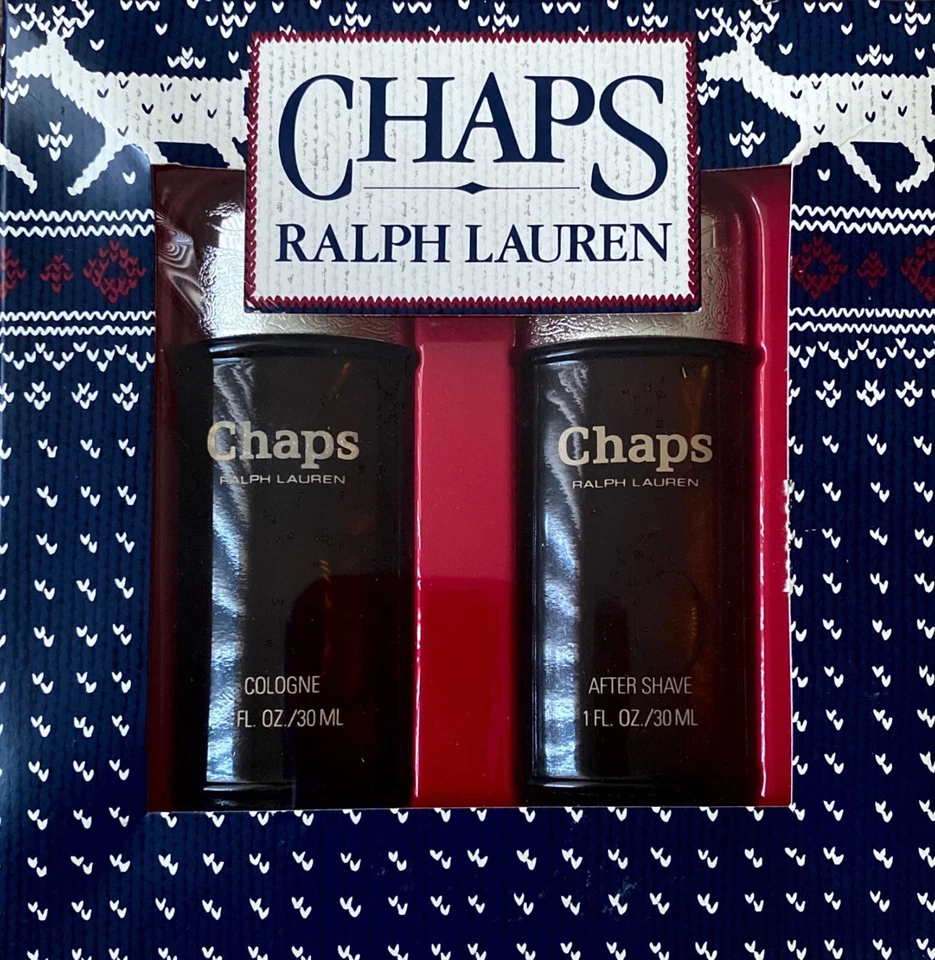 CHAPS
RALPH LAUREN
Chaps
RALPH LAUREN
COLOGNE
FL. OZ./30 ML
Chaps
RALPH LAUREN
AFTER SHAVE
1 FL. OZ./30 ML